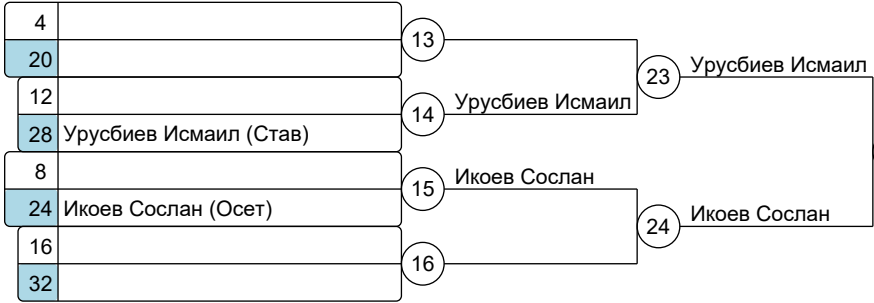 4
13
20
23 Урусбиев Исмаил
12
14 Урусбиев Исмаил
28 Урусбиев Исмаил (Став)
8
15 Икоев Сослан
24 Икоев Сослан (Осет)
24 Икоев Сослан
16
16
32